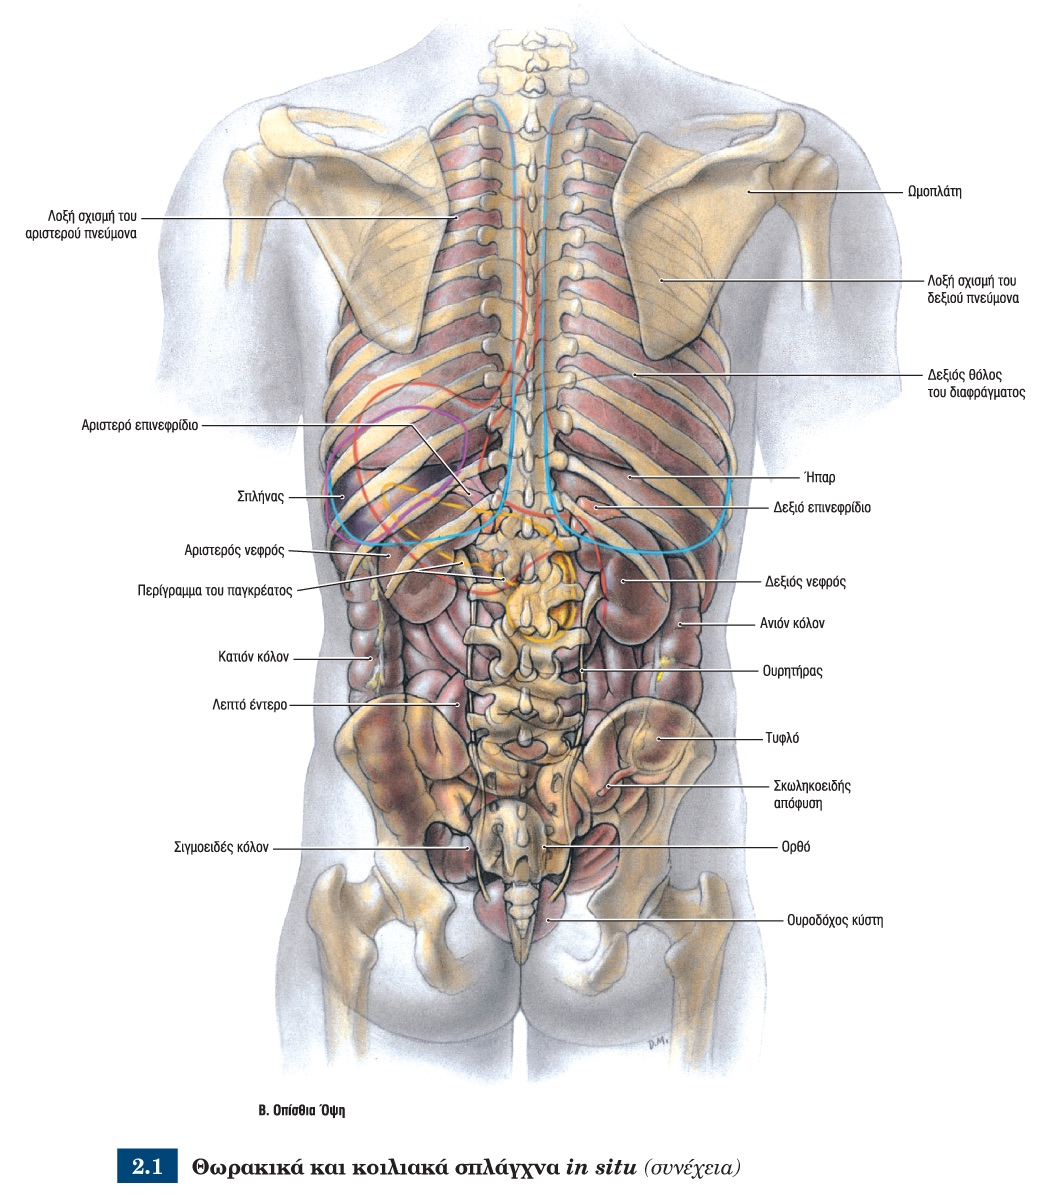 Ωμοπλάτη
Λοξή σχισμή του
αριστερού πνεύμονα
Λοξή σχισμή του
δεξιού πνεύμονα
Δεξιός θόλος
του διαφράγματος
Αριστερό επινεφρίδιο
Ήπαρ
Σπλήνας
Δεξιό επινεφρίδιο
Αριστερός νεφρός
Δεξιός νεφρός
Περίγραμμα του παγκρέατος
Ανιόν κόλον
Κατιόν κόλον
Ουρητήρας
Λεπτό έντερο
Τυφλό
Σκωληκοειδής
απόφυση
Σιγμοειδές κόλον
Ορθό
Ουροδόχος κύστη
D.M.
Β. Οπίσθια Όψη
2.1 Θωρακικά και κοιλιακά σπλάγχνα in situ (συνέχεια)